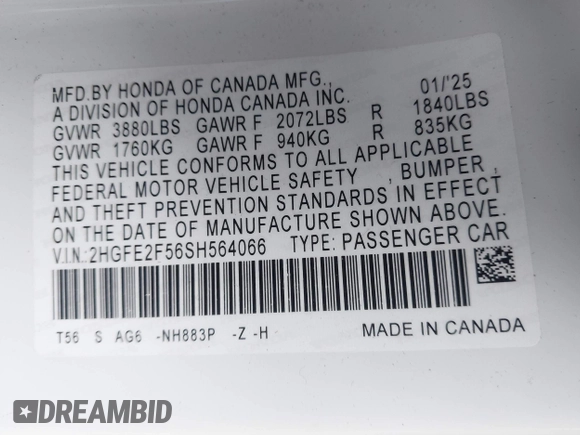 MFD.BY HONDA OF CANADA MFG., 01/'25
A DIVISION OF HONDA CANADA INC.
GVWR 3880LBS GAWR F 2072LBS R 1840LBS
GVWR 1760KG GAWR F 940KG R 835KG
THIS VEHICLE CONFORMS TO ALL APPLICABLE
FEDERAL MOTOR VEHICLE SAFETY , BUMPER ,
AND THEFT PREVENTION STANDARDS IN EFFECT
ON THE DATE OF MANUFACTURE SHOWN ABOVE.
V.I.N.:2HGFE2F56SH564066 TYPE: PASSENGER CAR
T56 S AG6 -NH883P -Z -H MADE IN CANADA
DREAMBID